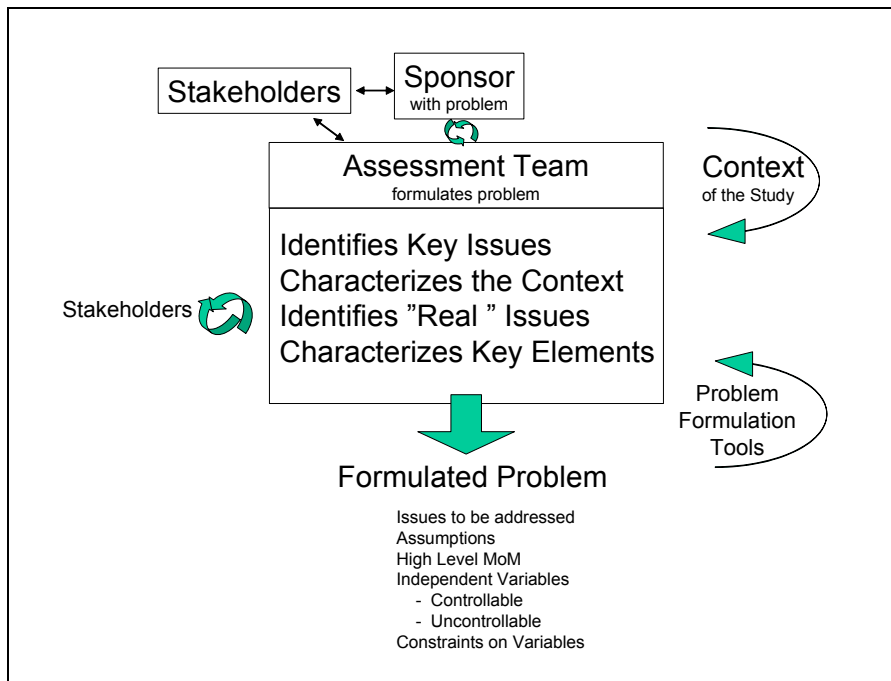 Stakeholders
Sponsor
with problem
Assessment Team
formulates problem
Context
of the Study
Identifies Key Issues
Characterizes the Context
Identifies ”Real ” Issues
Characterizes Key Elements
Stakeholders
Problem
Formulation
Tools
Formulated Problem
Issues to be addressed
Assumptions
High Level MoM
Independent Variables
- Controllable
- Uncontrollable
Constraints on Variables